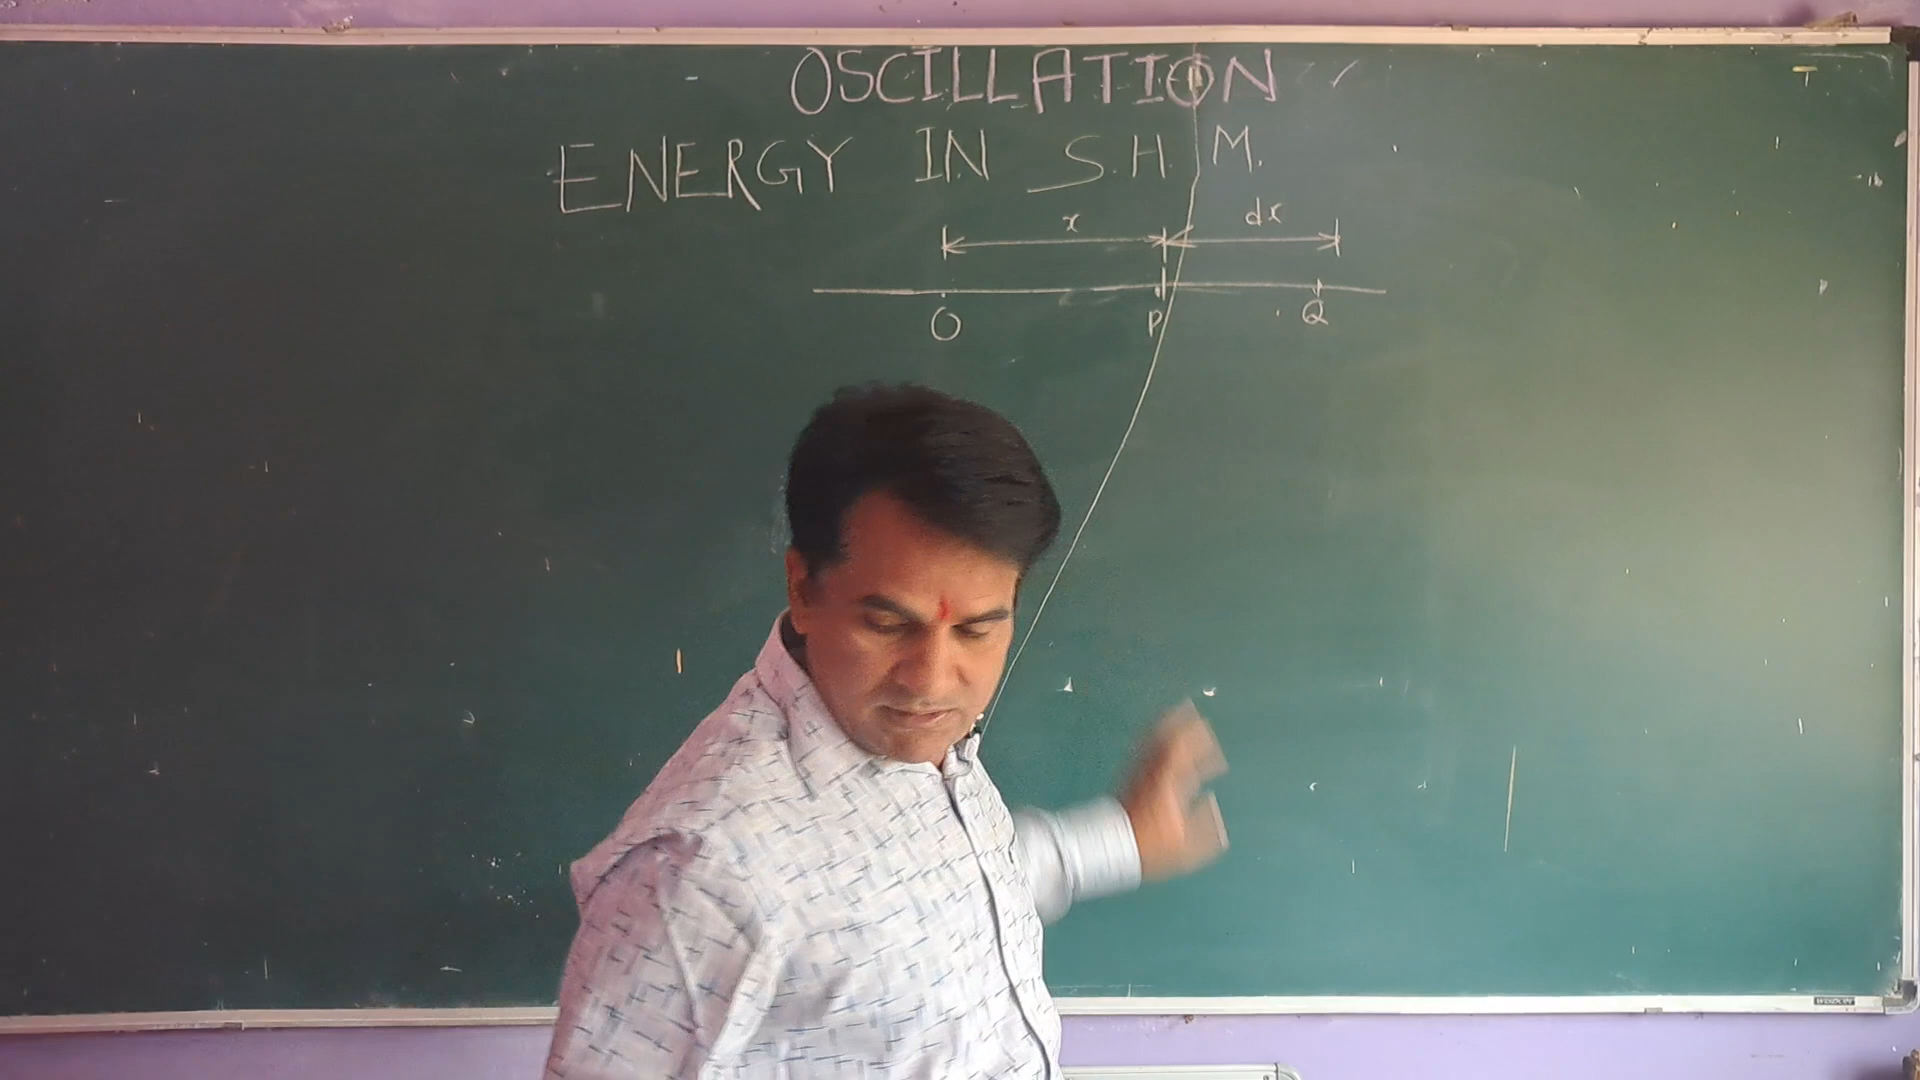 OSCILLATION
ENERGY IN S.H.M.
x dx
O P Q